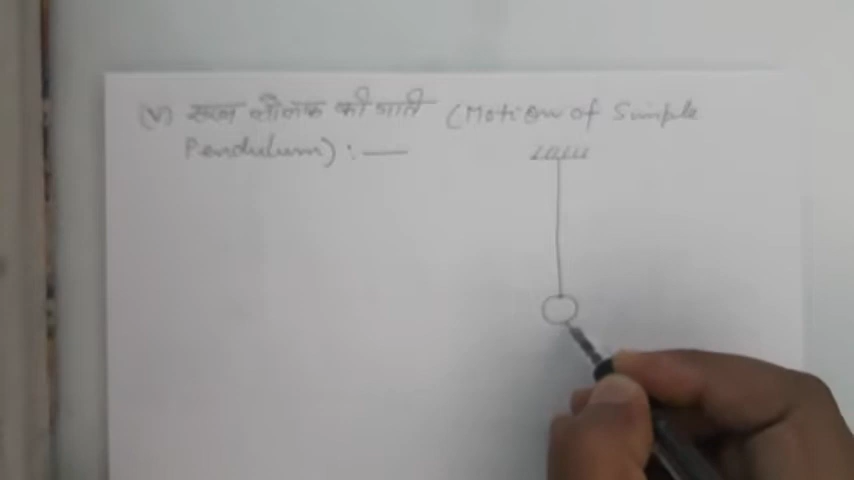 (v) सरल लोलक की गति (Motion of Simple
Pendulum) : —